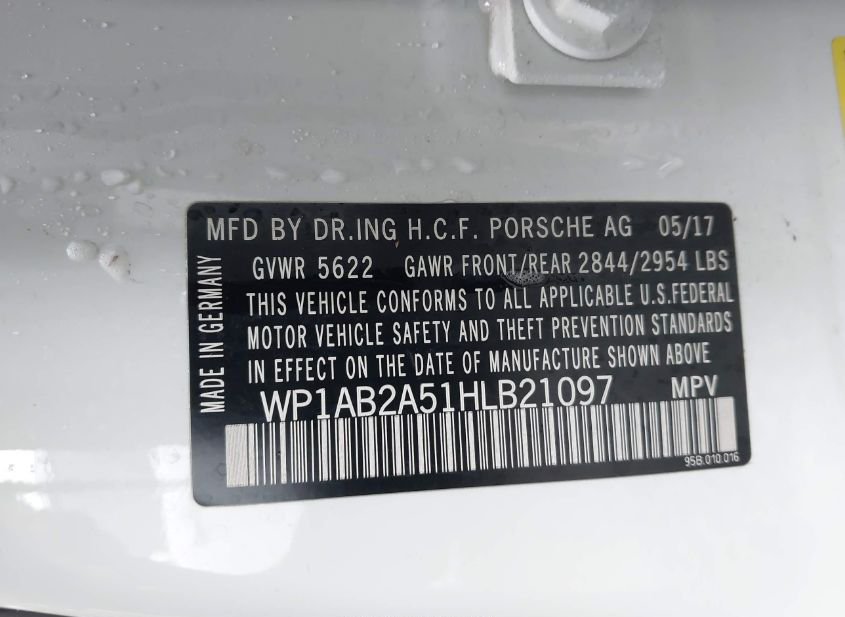 MFD BY DR.ING H.C.F. PORSCHE AG 05/17
GVWR 5622 GAWR FRONT/REAR 2844/2954 LBS
THIS VEHICLE CONFORMS TO ALL APPLICABLE U.S.FEDERAL
MOTOR VEHICLE SAFETY AND THEFT PREVENTION STANDARDS
IN EFFECT ON THE DATE OF MANUFACTURE SHOWN ABOVE
WP1AB2A51HLB21097 MPV
95B.010.016
MADE IN GERMANY